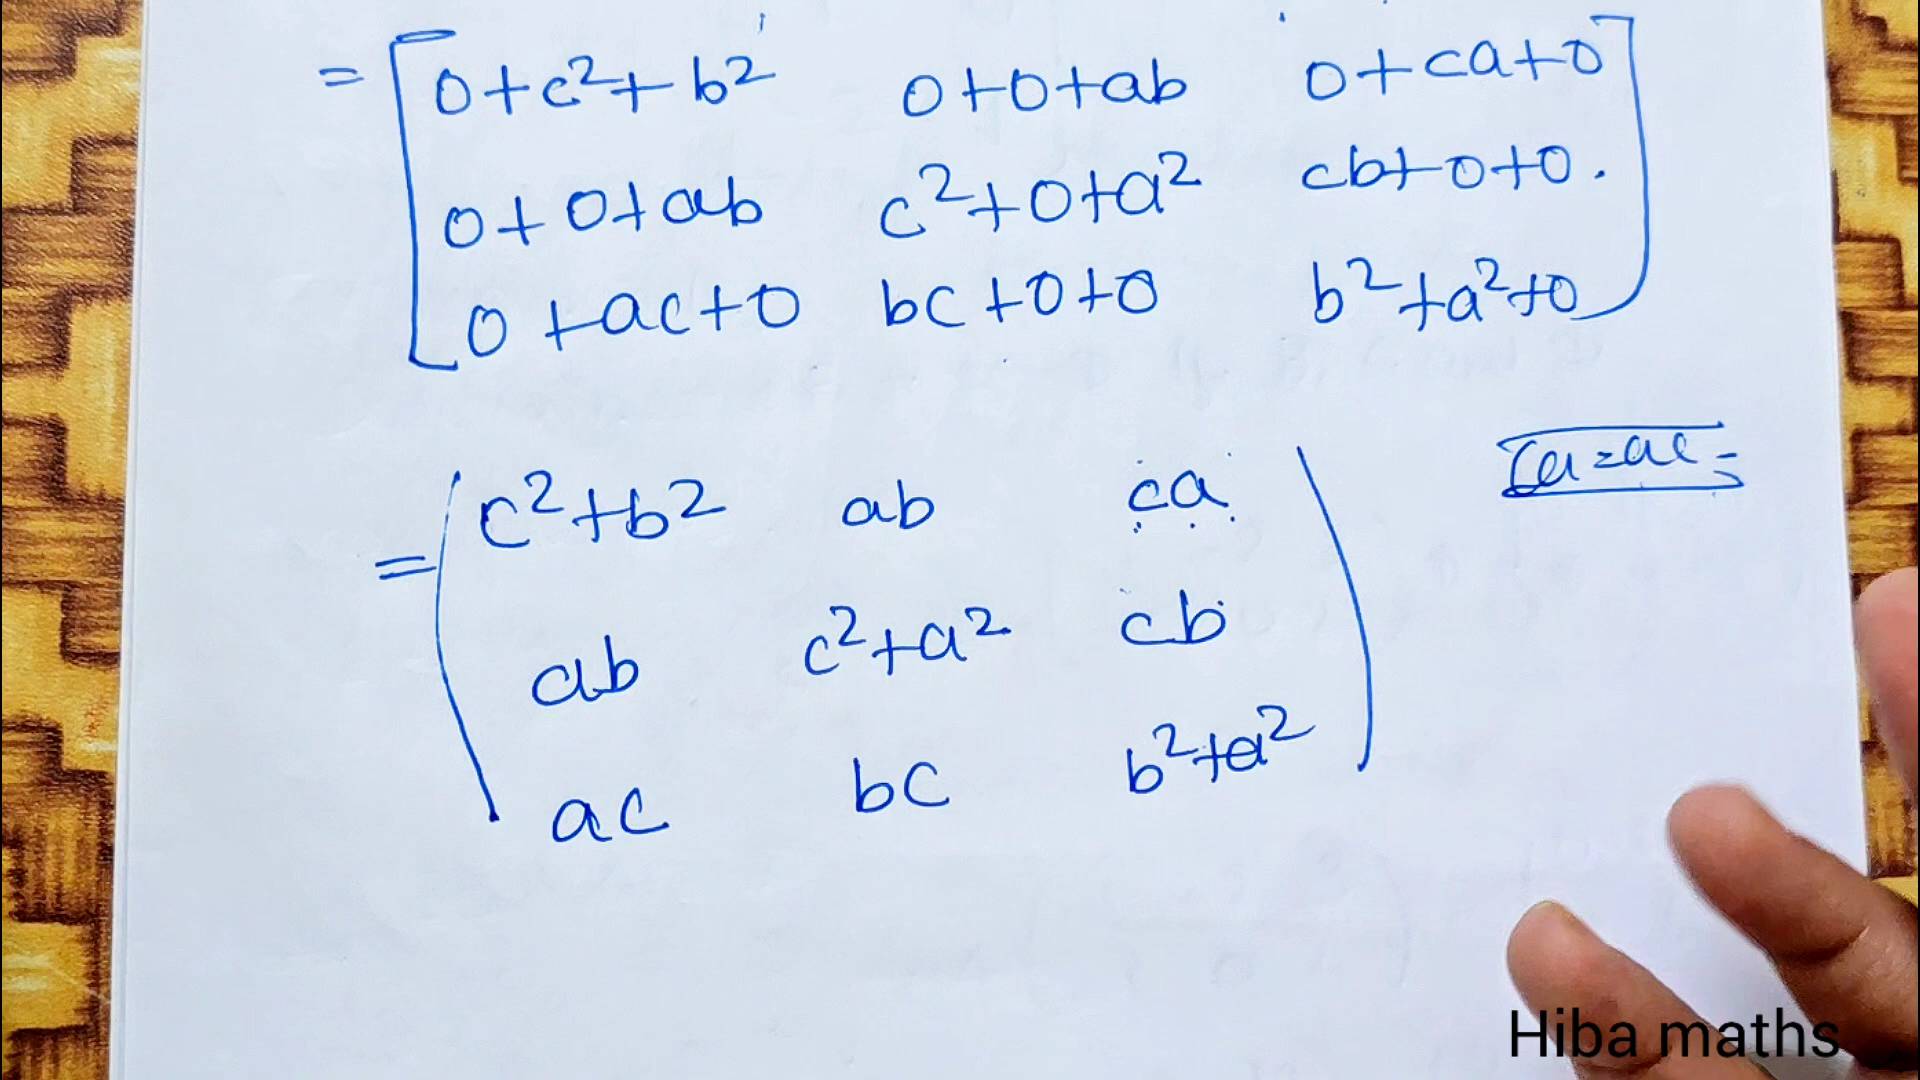 = [ 0+c²+b² 0+0+ab 0+ca+0 ]
0+0+ab c²+0+a² cb+0+0.
0+ac+0 bc+0+0 b²+a²+0
ca=ac
= ( c²+b² ab ca )
ab c²+a² cb
ac bc b²+a²
Hiba maths